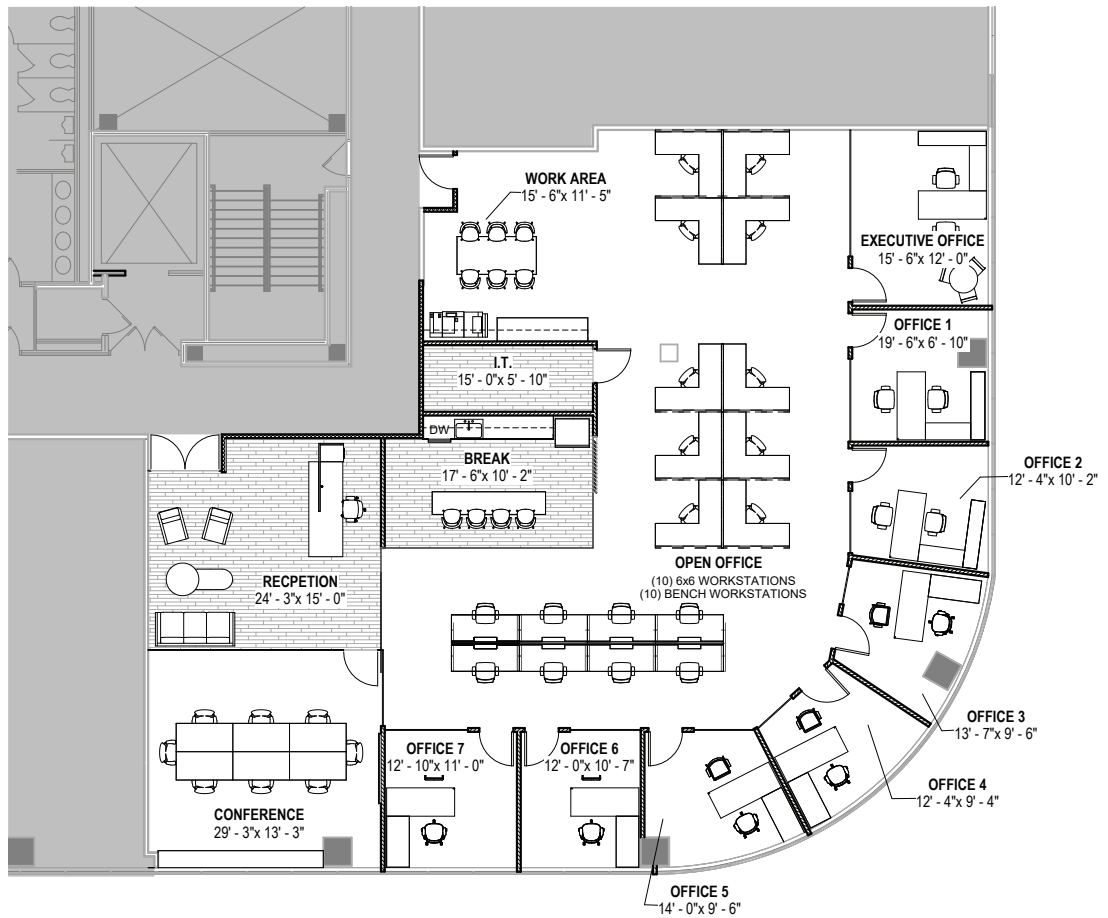 WORK AREA
15' - 6"x 11' - 5"
EXECUTIVE OFFICE
15' - 6"x 12' - 0"
OFFICE 1
19' - 6"x 6' - 10"
I.T.
15' - 0"x 5' - 10"
DW
BREAK
17' - 6"x 10' - 2"
OFFICE 2
12' - 4"x 10' - 2"
OPEN OFFICE
(10) 6x6 WORKSTATIONS
(10) BENCH WORKSTATIONS
RECPETION
24' - 3"x 15' - 0"
OFFICE 3
13' - 7"x 9' - 6"
OFFICE 7
12' - 10"x 11' - 0"
OFFICE 6
12' - 0"x 10' - 7"
OFFICE 4
12' - 4"x 9' - 4"
CONFERENCE
29' - 3"x 13' - 3"
OFFICE 5
14' - 0"x 9' - 6"